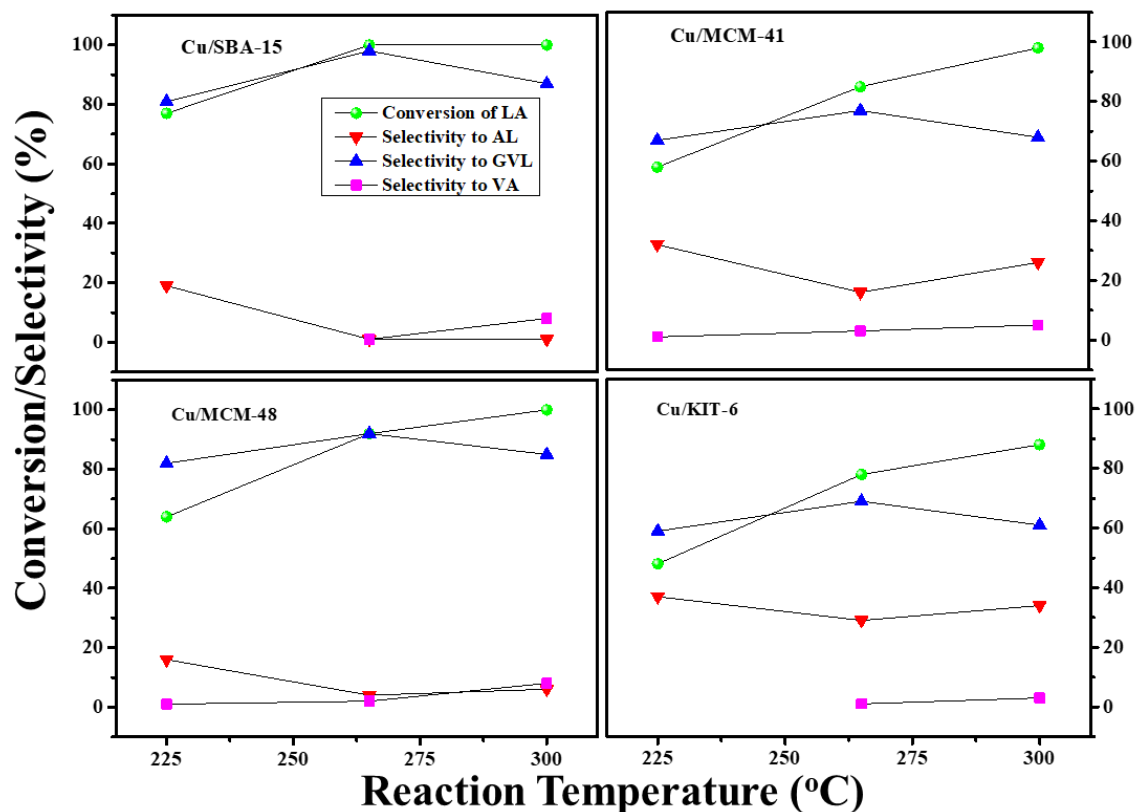 Conversion/Selectivity (%)
Cu/SBA-15
100
80
60
40
20
0
Conversion of LA
Selectivity to AL
Selectivity to GVL
Selectivity to VA
Cu/MCM-41
100
80
60
40
20
0
Cu/MCM-48
100
80
60
40
20
0
225 250 275 300
Cu/KIT-6
100
80
60
40
20
0
225 250 275 300
Reaction Temperature (°C)